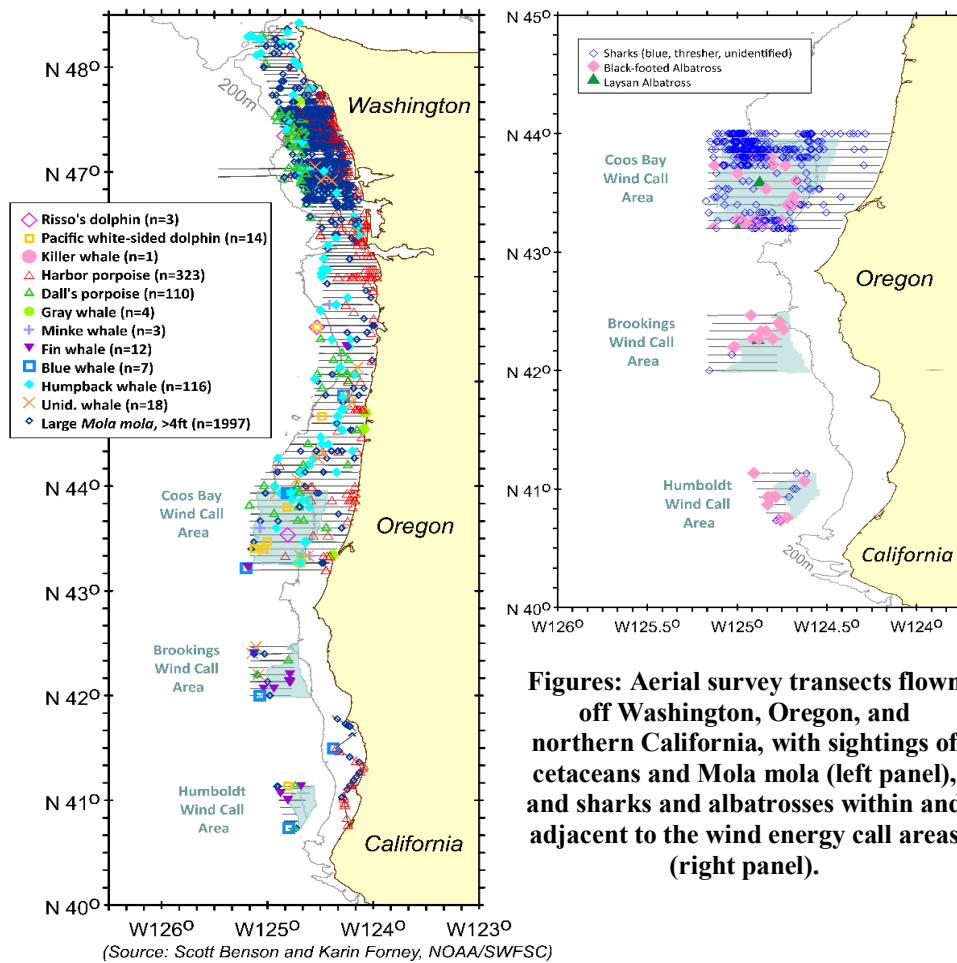 N 48°
N 47°
N 44°
N 43°
N 42°
N 41°
N 40°
200m
Washington
Risso's dolphin (n=3)
Pacific white-sided dolphin (n=14)
Killer whale (n=1)
Harbor porpoise (n=323)
Dall's porpoise (n=110)
Gray whale (n=4)
Minke whale (n=3)
Fin whale (n=12)
Blue whale (n=7)
Humpback whale (n=116)
Unid. whale (n=18)
Large Mola mola, >4ft (n=1997)
Coos Bay
Wind Call
Area
Oregon
Brookings
Wind Call
Area
Humboldt
Wind Call
Area
California
W126° W125° W124° W123°
(Source: Scott Benson and Karin Forney, NOAA/SWFSC)
N 45°
N 44°
N 43°
N 42°
N 41°
N 40°
Sharks (blue, thresher, unidentified)
Black-footed Albatross
Laysan Albatross
Coos Bay
Wind Call
Area
Oregon
Brookings
Wind Call
Area
Humboldt
Wind Call
Area
200m
California
W126° W125.5° W125° W124.5° W124°
Figures: Aerial survey transects flown
off Washington, Oregon, and
northern California, with sightings of
cetaceans and Mola mola (left panel),
and sharks and albatrosses within and
adjacent to the wind energy call areas
(right panel).